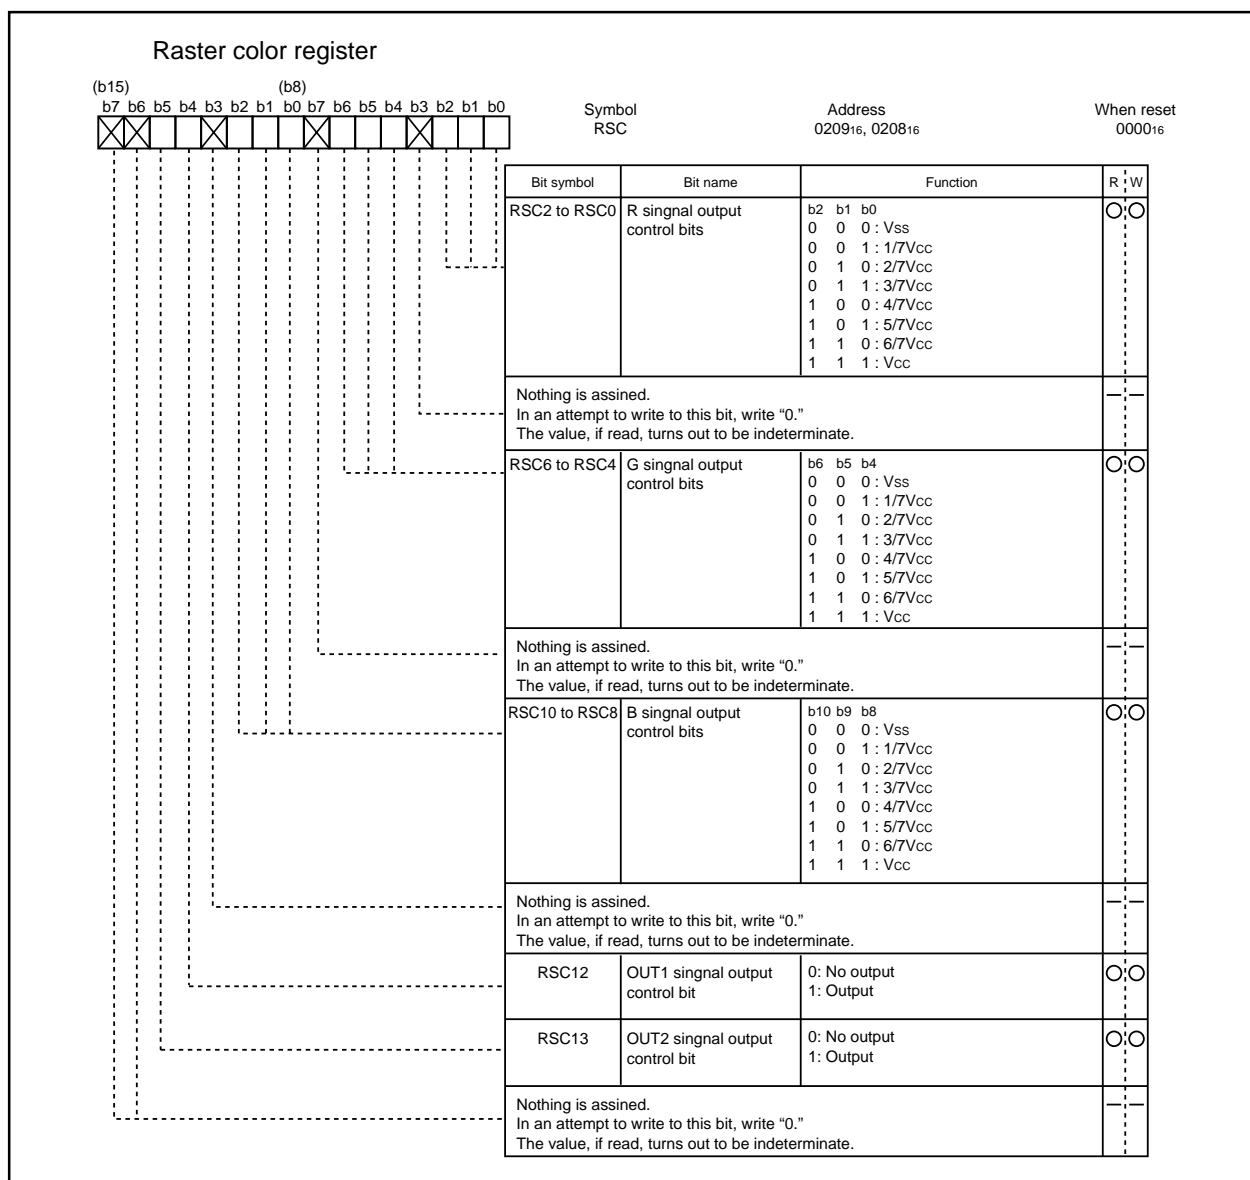 Raster color register
(b15) (b8)
b7 b6 b5 b4 b3 b2 b1 b0 b7 b6 b5 b4 b3 b2 b1 b0
Symbol Address When reset
RSC 020916, 020816 000016
Bit symbol Bit name Function R W
RSC2 to RSC0 R singnal output b2 b1 b0
control bits 0 0 0 : Vss
0 0 1 : 1/7Vcc
0 1 0 : 2/7Vcc
0 1 1 : 3/7Vcc
1 0 0 : 4/7Vcc
1 0 1 : 5/7Vcc
1 1 0 : 6/7Vcc
1 1 1 : Vcc
Nothing is assined.
In an attempt to write to this bit, write “0.”
The value, if read, turns out to be indeterminate.
RSC6 to RSC4 G singnal output b6 b5 b4
control bits 0 0 0 : Vss
0 0 1 : 1/7Vcc
0 1 0 : 2/7Vcc
0 1 1 : 3/7Vcc
1 0 0 : 4/7Vcc
1 0 1 : 5/7Vcc
1 1 0 : 6/7Vcc
1 1 1 : Vcc
Nothing is assined.
In an attempt to write to this bit, write “0.”
The value, if read, turns out to be indeterminate.
RSC10 to RSC8 B singnal output b10 b9 b8
control bits 0 0 0 : Vss
0 0 1 : 1/7Vcc
0 1 0 : 2/7Vcc
0 1 1 : 3/7Vcc
1 0 0 : 4/7Vcc
1 0 1 : 5/7Vcc
1 1 0 : 6/7Vcc
1 1 1 : Vcc
Nothing is assined.
In an attempt to write to this bit, write “0.”
The value, if read, turns out to be indeterminate.
RSC12 OUT1 singnal output 0: No output
control bit 1: Output
RSC13 OUT2 singnal output 0: No output
control bit 1: Output
Nothing is assined.
In an attempt to write to this bit, write “0.”
The value, if read, turns out to be indeterminate.